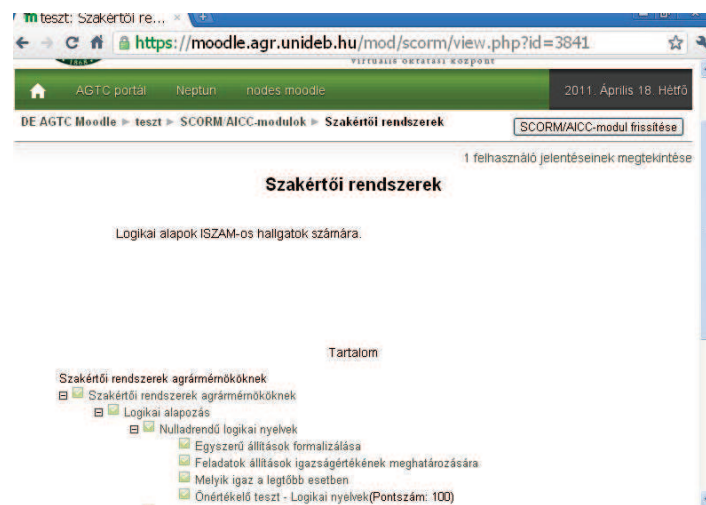 teszt: Szakértői re...
https://moodle.agr.unideb.hu/mod/scorm/view.php?id=3841
virtuális oktatási központ
AGTC portál Neptun nodes moodle 2011. Április 18. Hétfő
DE AGTC Moodle ► teszt ► SCORM/AICC-modulok ► Szakértői rendszerek
SCORM/AICC-modul frissítése
1 felhasználó jelentéseinek megtekintése
Szakértői rendszerek
Logikai alapok ISZAM-os hallgatok számára.
Tartalom
Szakértői rendszerek agrármérnököknek
Szakértői rendszerek agrármérnököknek
Logikai alapozás
Nulladrendű logikai nyelvek
Egyszerű állítások formalizálása
Feladatok állítások igazságértékének meghatározására
Melyik igaz a legtöbb esetben
Önértékelő teszt - Logikai nyelvek(Pontszám: 100)